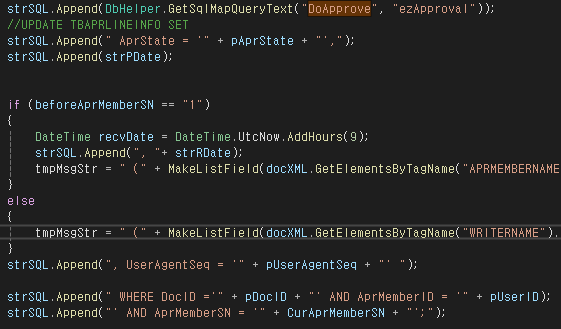 strSQL.Append(DbHelper.GetSqlMapQueryText("DoApprove", "ezApproval"));
//UPDATE TBAPRLINEINFO SET
strSQL.Append(" AprState = '" + pAprState + "',");
strSQL.Append(strPDate);
if (beforeAprMemberSN == "1")
{
DateTime recvDate = DateTime.UtcNow.AddHours(9);
strSQL.Append(", "+ strRDate);
tmpMsgStr = " (" + MakeListField(docXML.GetElementsByTagName("APRMEMBERNAME
}
else
{
tmpMsgStr = " (" + MakeListField(docXML.GetElementsByTagName("WRITERNAME").
}
strSQL.Append(", UserAgentSeq = '" + pUserAgentSeq + "' ");
strSQL.Append(" WHERE DocID ='" + pDocID + "' AND AprMemberID = '" + pUserID);
strSQL.Append("' AND AprMemberSN = '" + CurAprMemberSN + "';");